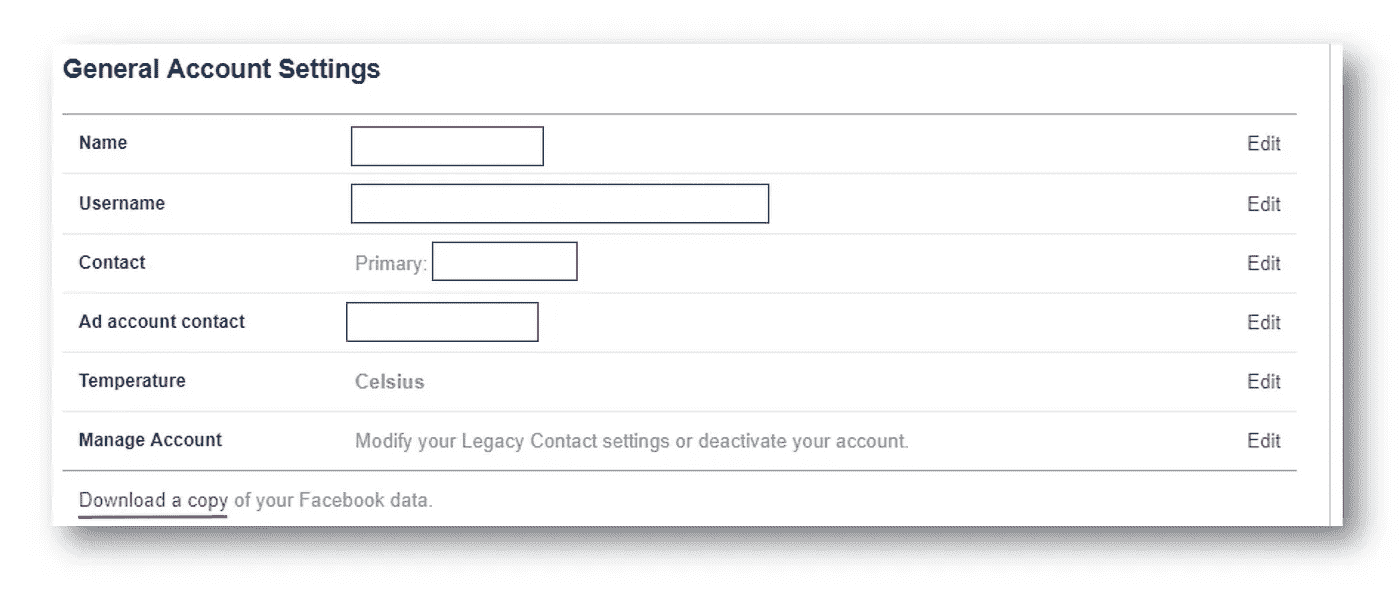 General Account Settings
Name Edit
Username Edit
Contact Primary: Edit
Ad account contact Edit
Temperature Celsius Edit
Manage Account Modify your Legacy Contact settings or deactivate your account. Edit
Download a copy of your Facebook data.